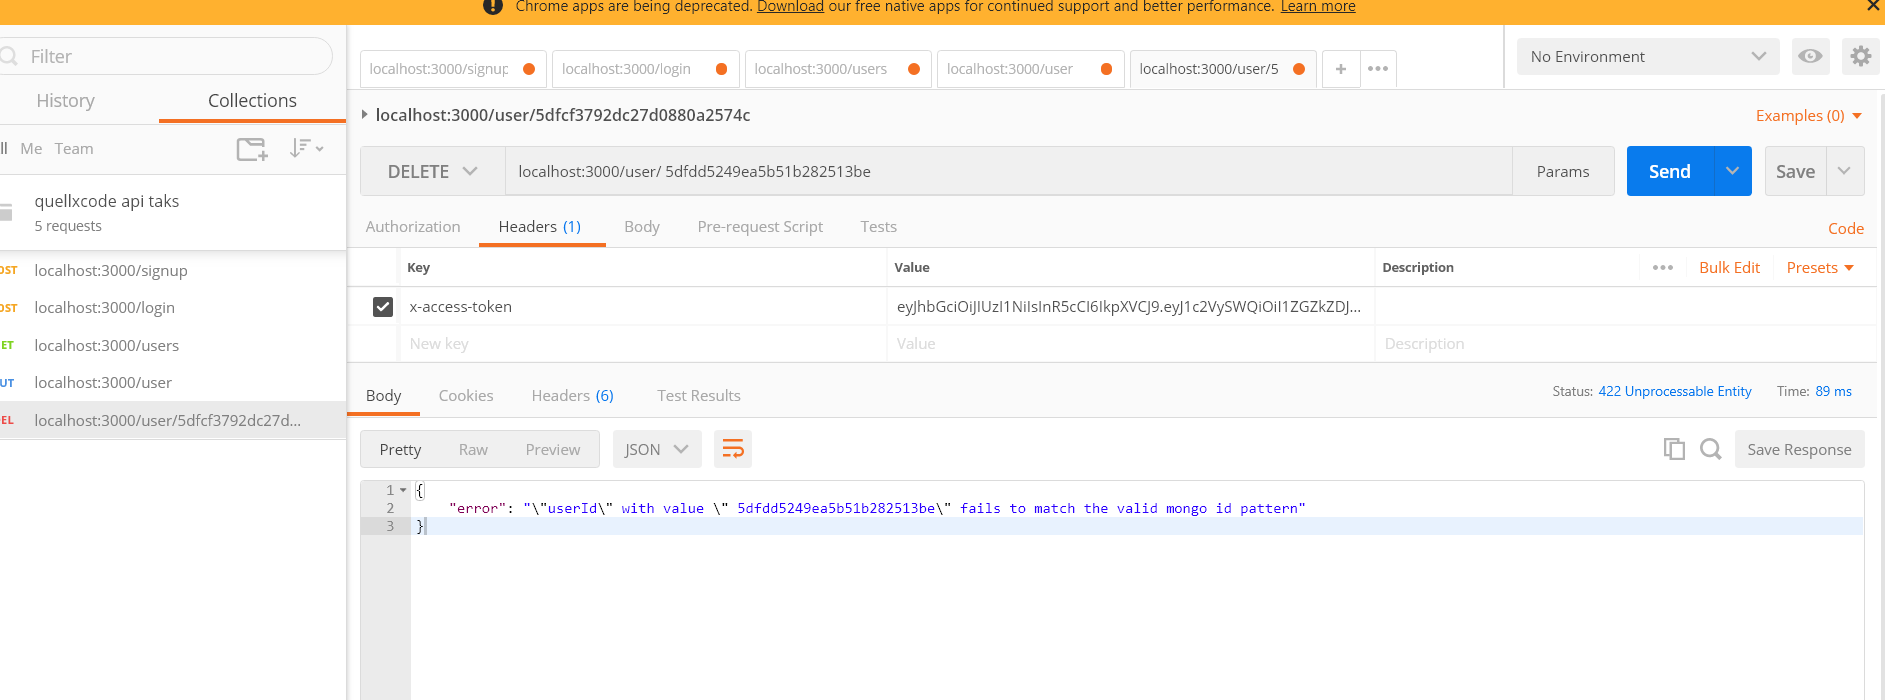 Chrome apps are being deprecated. Download our free native apps for continued support and better performance. Learn more
Filter
History
Collections
ll Me Team
quellxcode api taks
5 requests
OST localhost:3000/signup
OST localhost:3000/login
ET localhost:3000/users
UT localhost:3000/user
EL localhost:3000/user/5dfcf3792dc27d...
localhost:3000/signup
localhost:3000/login
localhost:3000/users
localhost:3000/user
localhost:3000/user/5
No Environment
localhost:3000/user/5dfcf3792dc27d0880a2574c
Examples (0)
DELETE
localhost:3000/user/ 5dfdd5249ea5b51b282513be
Params
Send
Save
Authorization
Headers (1)
Body
Pre-request Script
Tests
Code
Key
Value
Description
Bulk Edit
Presets
x-access-token
eyJhbGciOiJIUzI1NiIsInR5cCI6IkpXVCJ9.eyJ1c2VySWQiOiI1ZGZkZDJ...
New key
Value
Description
Body
Cookies
Headers (6)
Test Results
Status: 422 Unprocessable Entity
Time: 89 ms
Pretty
Raw
Preview
JSON
Save Response
1 {
2 "error": "\"userId\" with value \" 5dfdd5249ea5b51b282513be\" fails to match the valid mongo id pattern"
3 }